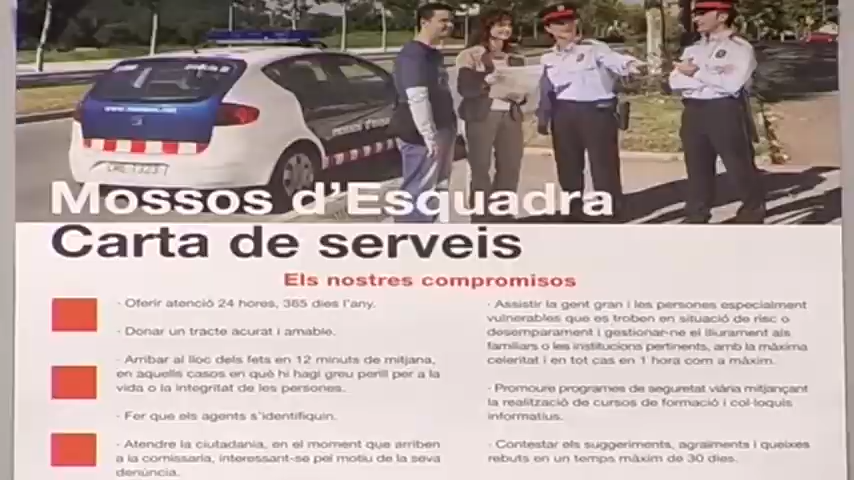 Mossos d'Esquadra
Carta de serveis
Els nostres compromisos
· Oferir atenció 24 hores, 365 dies l'any.
· Donar un tracte acurat i amable.
· Arribar al lloc dels fets en 12 minuts de mitjana,
en aquells casos en què hi hagi greu perill per a la
vida o la integritat de les persones.
· Fer que els agents s'identifiquin.
· Atendre la ciutadania, en el moment que arriben
a la comissaria, interessant-se pel motiu de la seva
denúncia.
· Assistir la gent gran i les persones especialment
vulnerables que es troben en situació de risc o
desemparament i gestionar-ne el lliurament als
familiars o les institucions pertinents, amb la màxima
celeritat i en tot cas en 1 hora com a màxim.
· Promoure programes de seguretat viària mitjançant
la realització de cursos de formació i col·loquis
informatius.
· Contestar els suggeriments, agraïments i queixes
rebuts en un temps màxim de 30 dies.